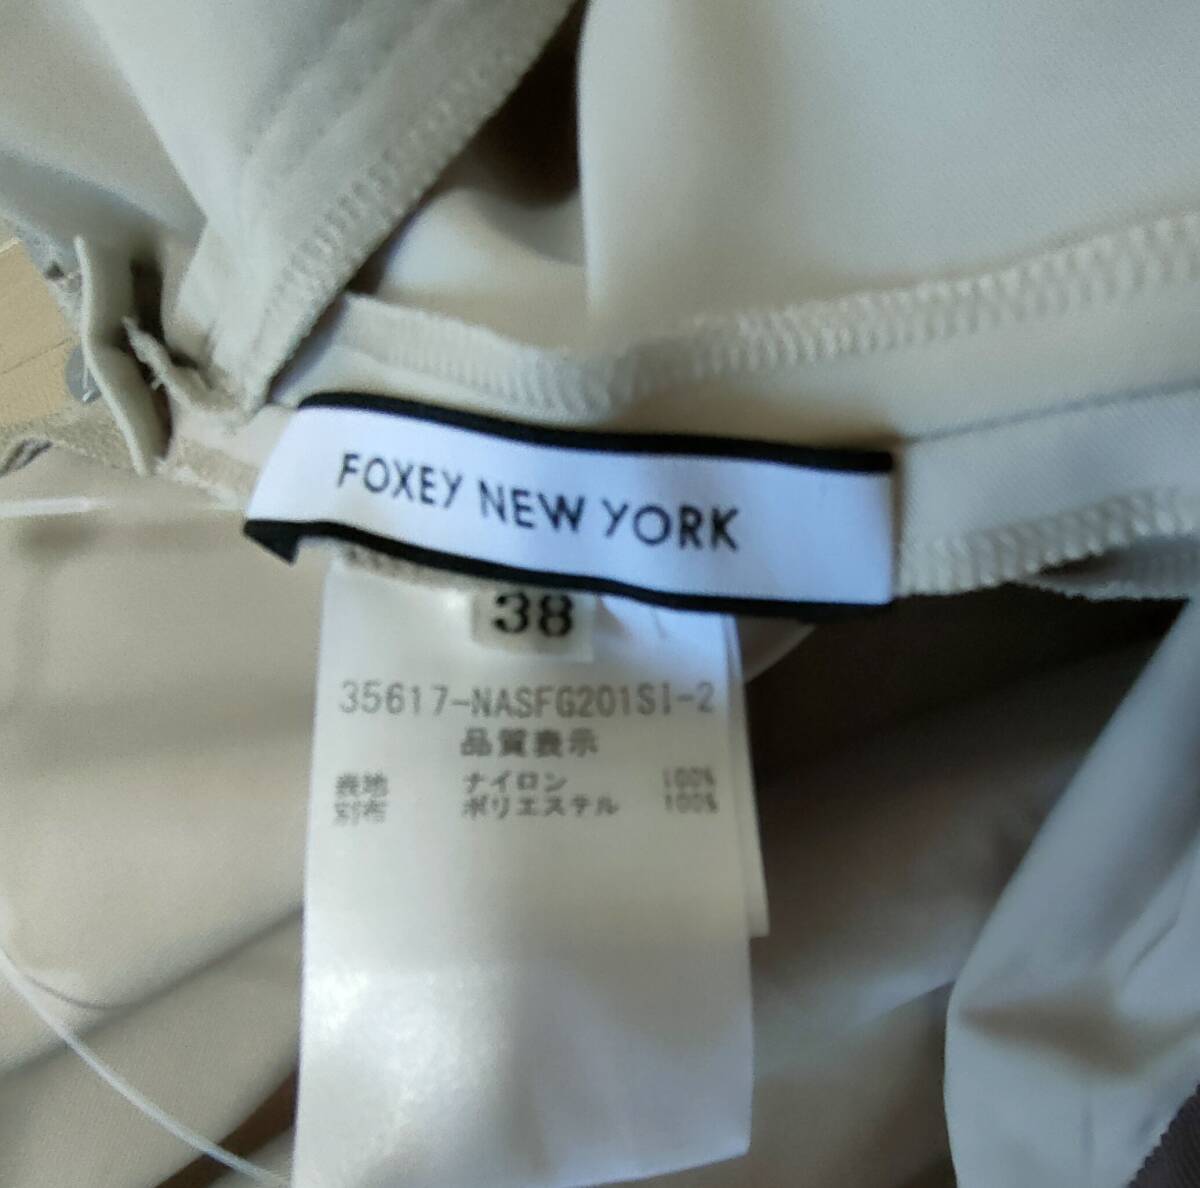 FOXEY NEW YORK
38
35617-NASFG201SI-2
品質表示
表地 ナイロン 100%
別布 ポリエステル 100%